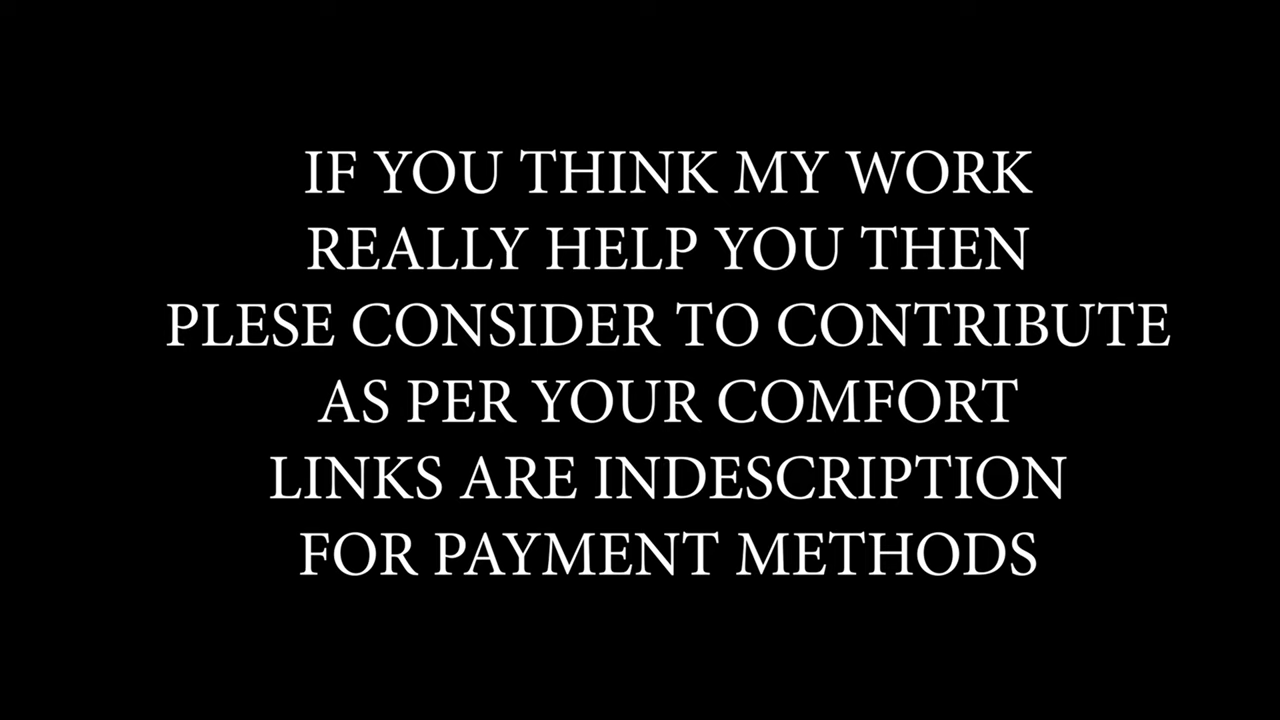 IF YOU THINK MY WORK
REALLY HELP YOU THEN
PLESE CONSIDER TO CONTRIBUTE
AS PER YOUR COMFORT
LINKS ARE INDESCRIPTION
FOR PAYMENT METHODS